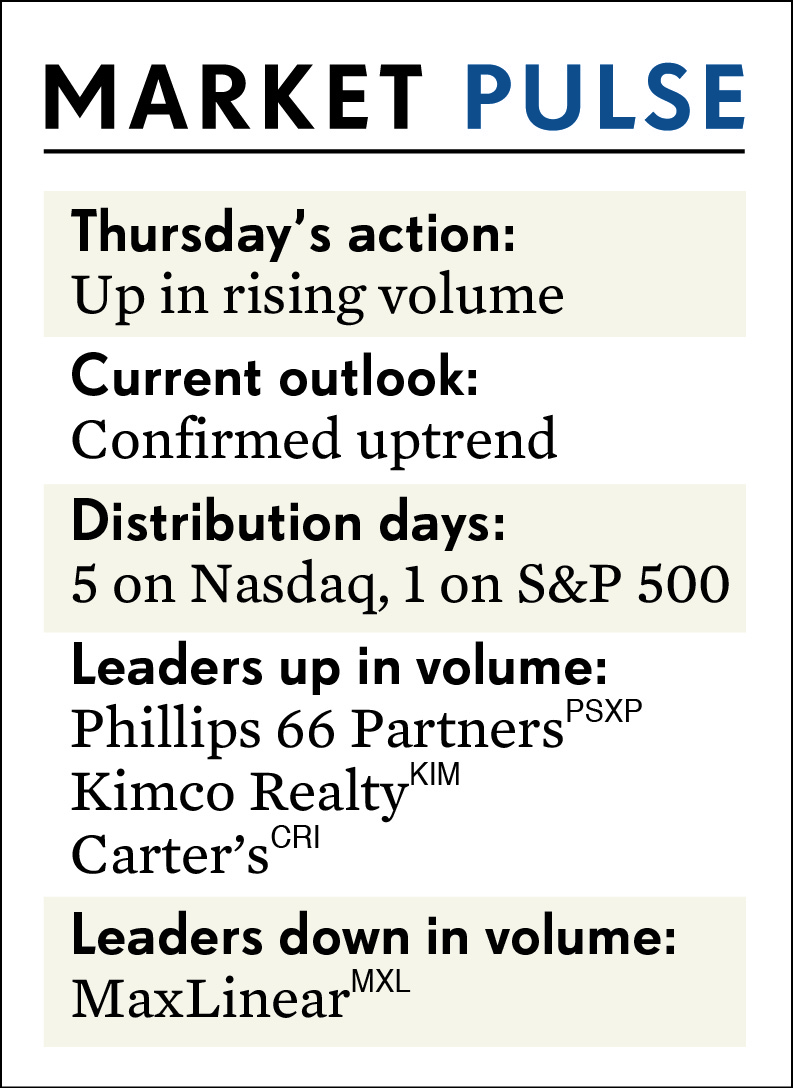 MARKET PULSE
Thursday’s action:
Up in rising volume
Current outlook:
Confirmed uptrend
Distribution days:
5 on Nasdaq, 1 on S&P 500
Leaders up in volume:
Phillips 66 Partners PSXP
Kimco Realty KIM
Carter’s CRI
Leaders down in volume:
MaxLinear MXL